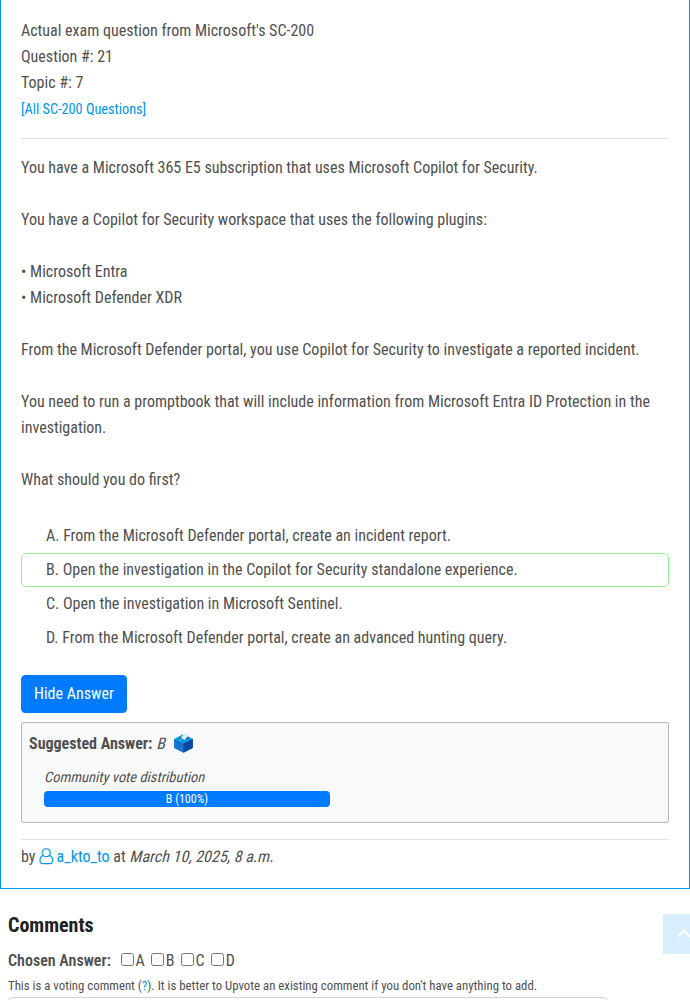 Actual exam question from Microsoft's SC-200
Question #: 21
Topic #: 7
[All SC-200 Questions]
You have a Microsoft 365 E5 subscription that uses Microsoft Copilot for Security.
You have a Copilot for Security workspace that uses the following plugins:
• Microsoft Entra
• Microsoft Defender XDR
From the Microsoft Defender portal, you use Copilot for Security to investigate a reported incident.
You need to run a promptbook that will include information from Microsoft Entra ID Protection in the
investigation.
What should you do first?
A. From the Microsoft Defender portal, create an incident report.
B. Open the investigation in the Copilot for Security standalone experience.
C. Open the investigation in Microsoft Sentinel.
D. From the Microsoft Defender portal, create an advanced hunting query.
Hide Answer
Suggested Answer: B
Community vote distribution
B (100%)
by a_kto_to at March 10, 2025, 8 a.m.
Comments
Chosen Answer: A B C D
This is a voting comment (?). It is better to Upvote an existing comment if you don't have anything to add.